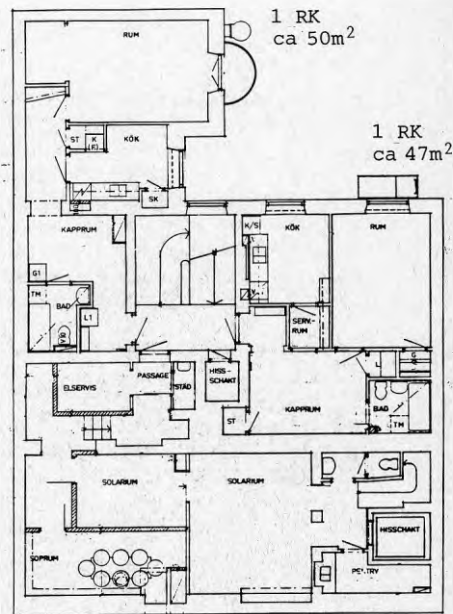 1 RK
ca 50m²
RUM
1 RK
ca 47m²
ST
K
(F)
KÖK
SK
KAPPRUM
K/S
KÖK
RUM
G1
TM
BAD
L1
SERV-
RUM
ELSERVIS
PASSAGE
STÄD
HISS-
SCHAKT
L
ST
KAPPRUM
BAD
TM
SOLARIUM
SOLARIUM
HISSCHAKT
SOPRUM
PENTRY